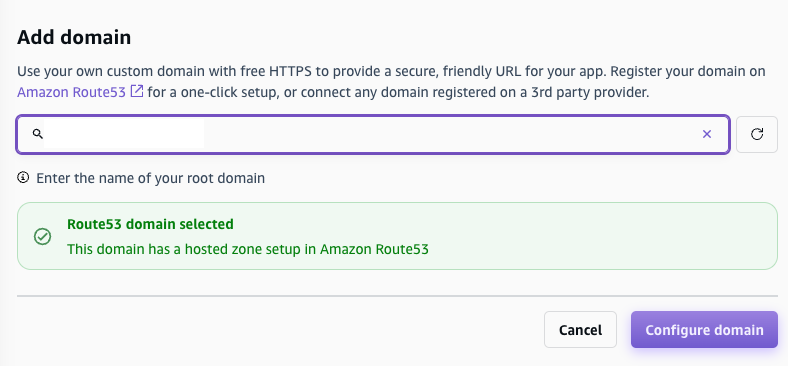 Add domain
Use your own custom domain with free HTTPS to provide a secure, friendly URL for your app. Register your domain on
Amazon Route53 for a one-click setup, or connect any domain registered on a 3rd party provider.
Enter the name of your root domain
Route53 domain selected
This domain has a hosted zone setup in Amazon Route53
Cancel
Configure domain